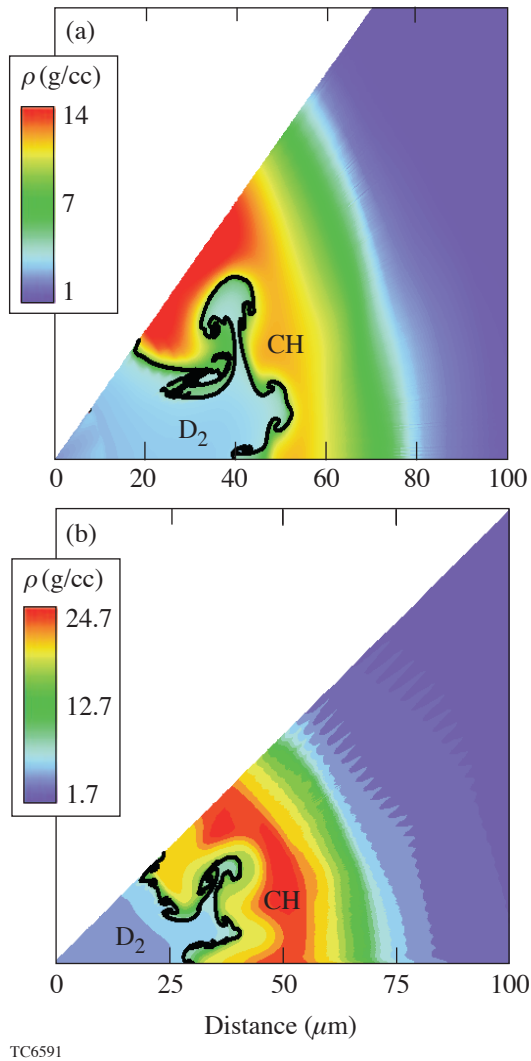 (a)
ρ (g/cc)
14
7
1
CH
D2
0 20 40 60 80 100
(b)
ρ (g/cc)
24.7
12.7
1.7
CH
D2
0 25 50 75 100
Distance (μm)
TC6591